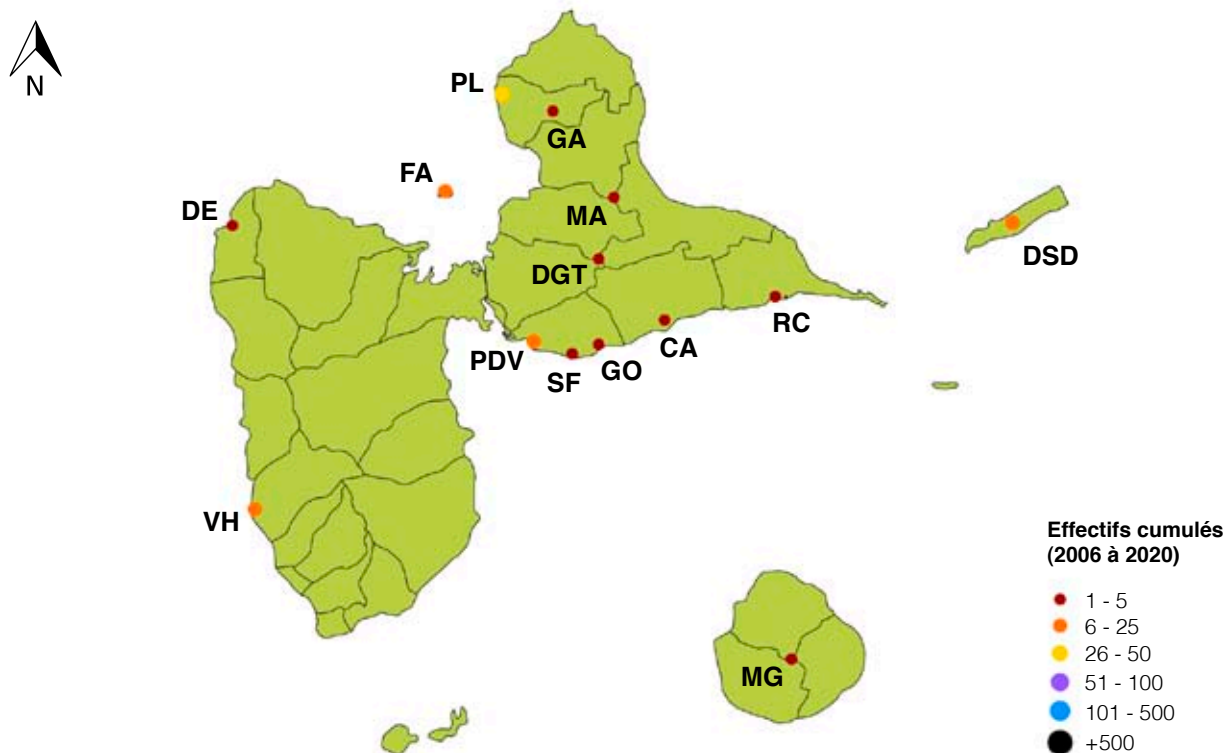 N
PL
GA
FA
DE
MA
DSD
DGT
RC
PDV
SF
GO
CA
VH
MG
Effectifs cumulés
(2006 à 2020)
1 - 5
6 - 25
26 - 50
51 - 100
101 - 500
+500